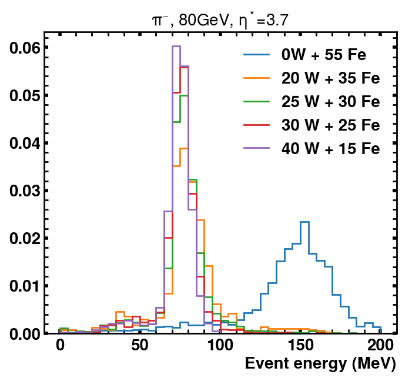 π⁻, 80GeV, η*=3.7
0.06
0.05
0.04
0.03
0.02
0.01
0.00
0W + 55 Fe
20 W + 35 Fe
25 W + 30 Fe
30 W + 25 Fe
40 W + 15 Fe
0 50 100 150 200
Event energy (MeV)